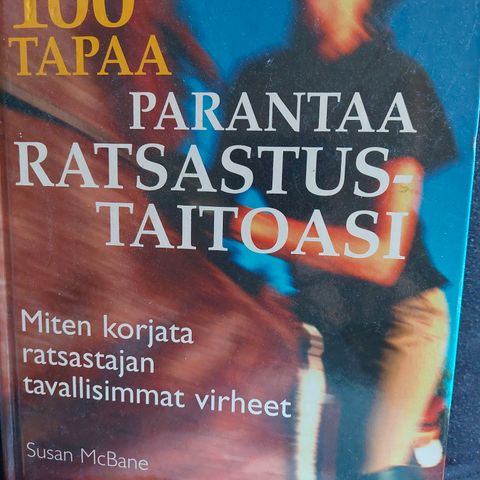 100
TAPAA
PARANTAA
RATSASTUS-
TAITOASI
Miten korjata
ratsastajan
tavallisimmat virheet
Susan McBane